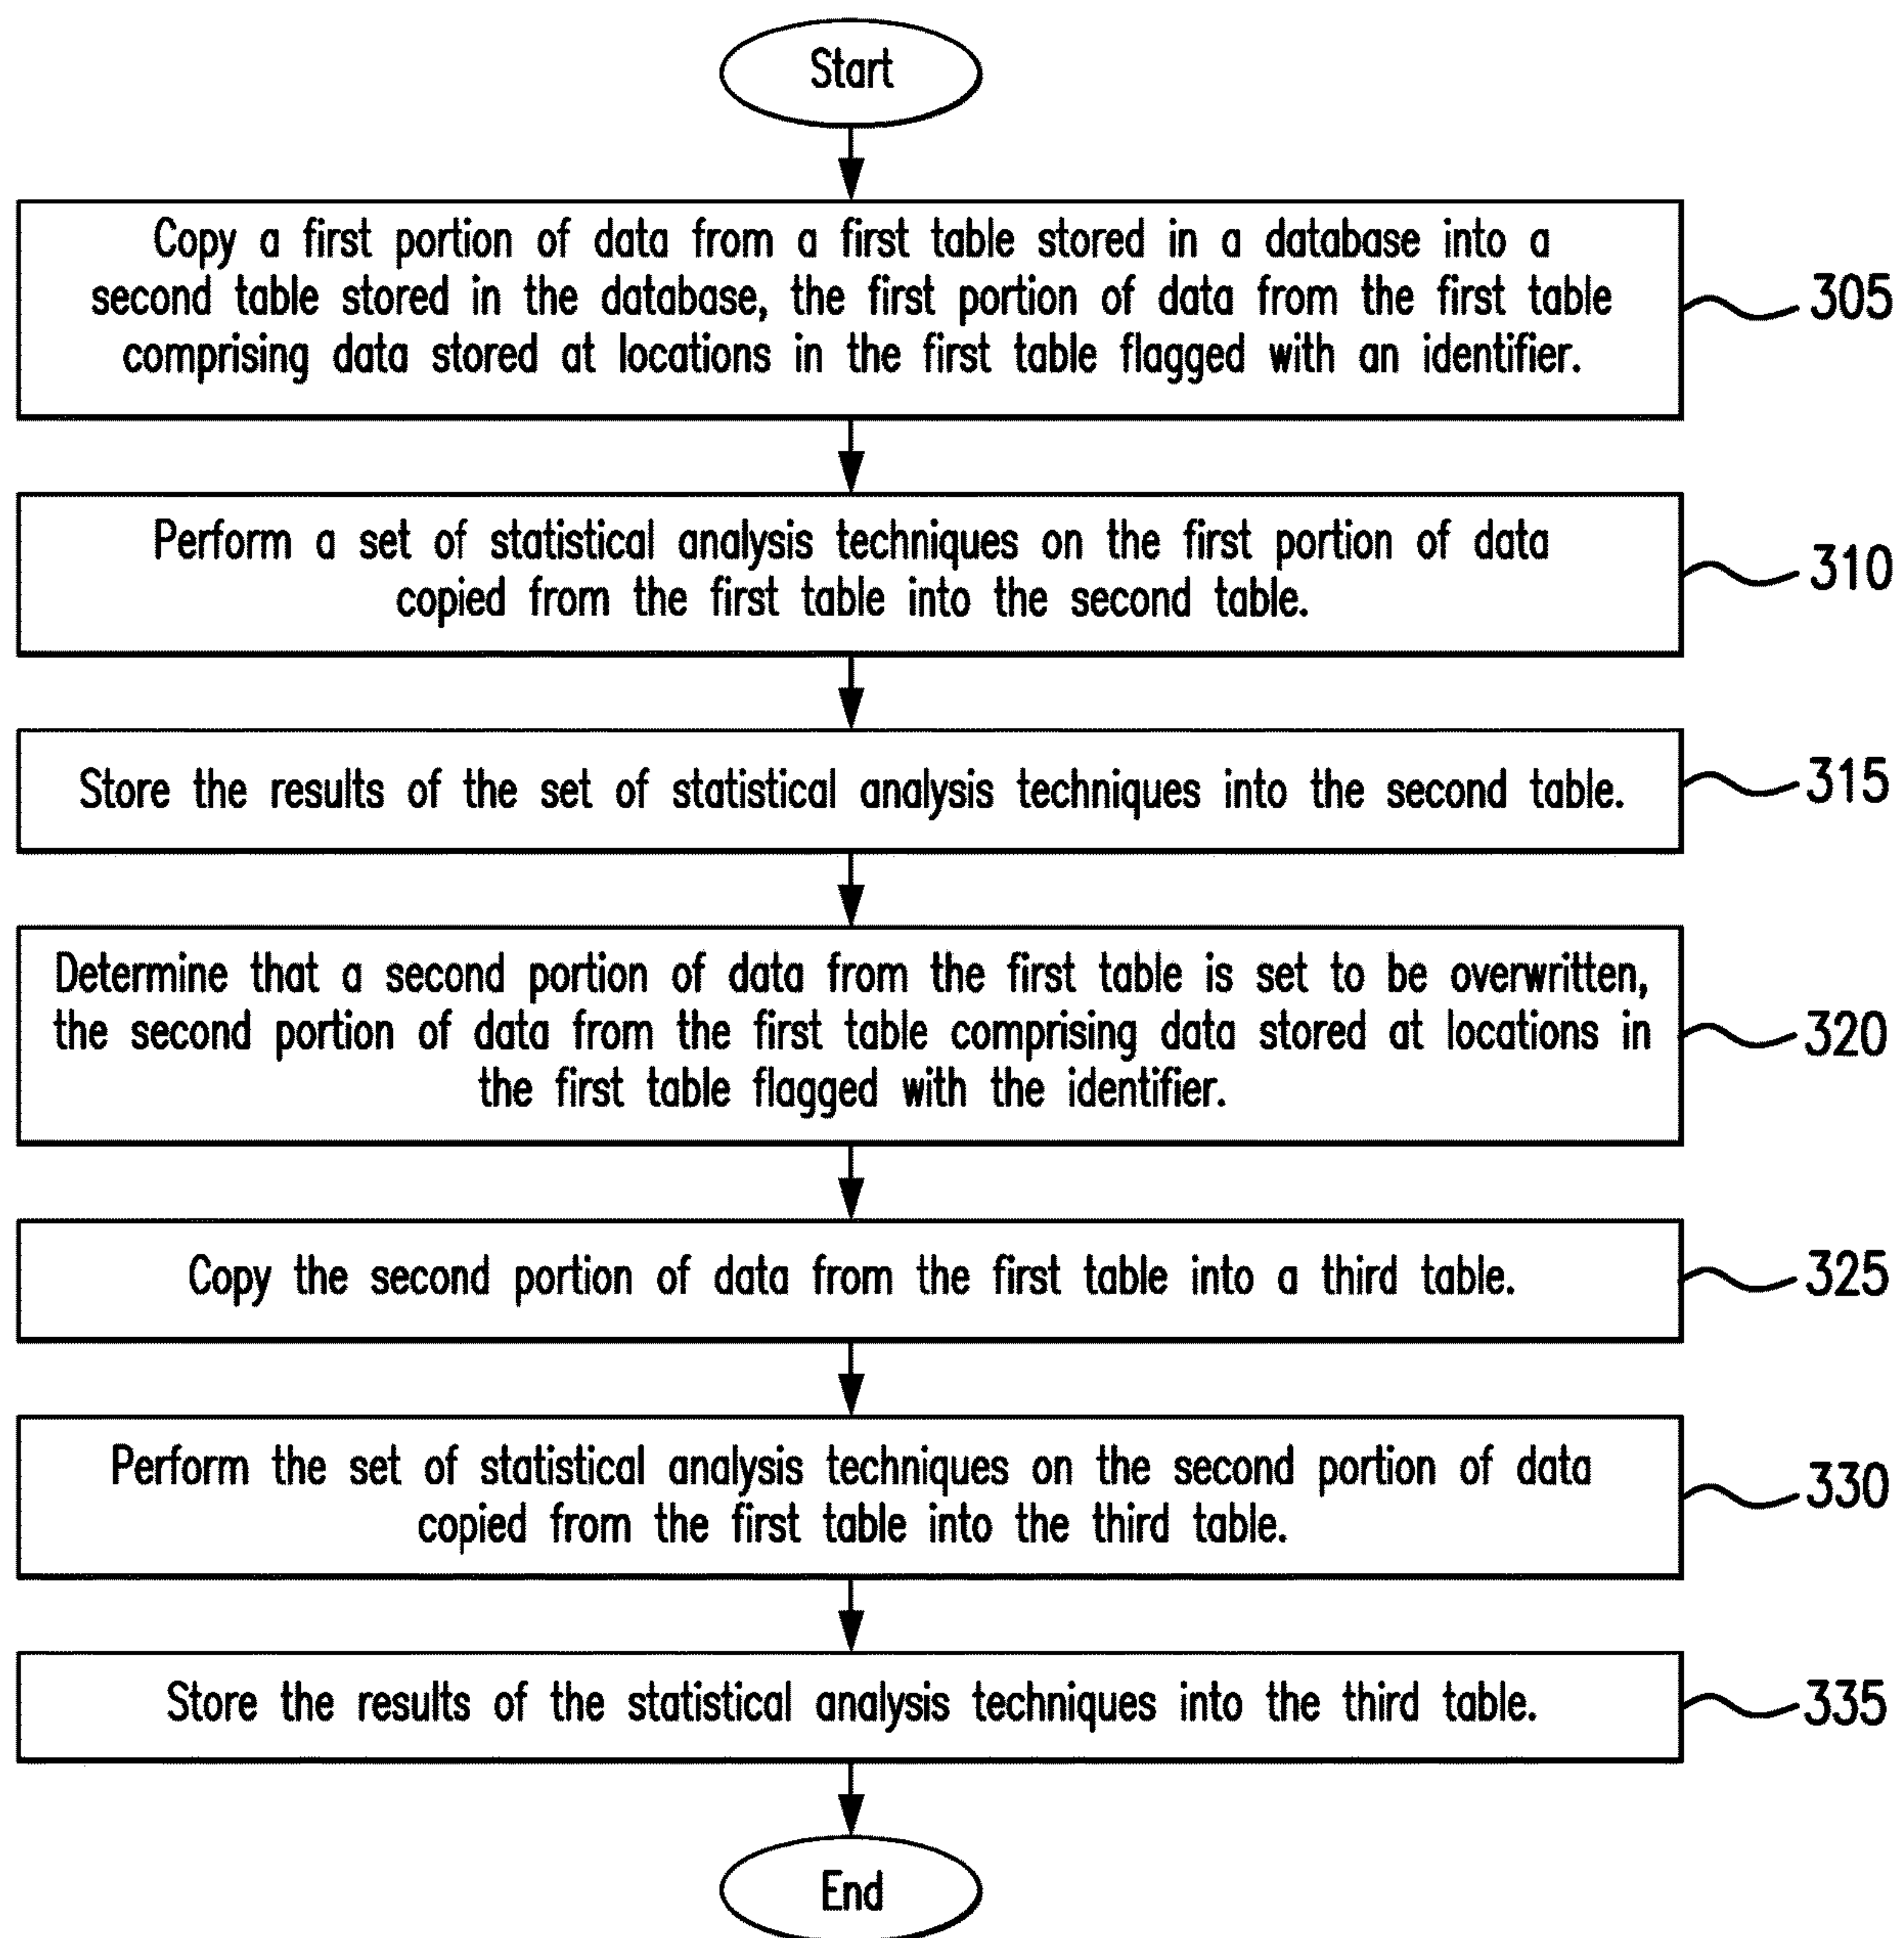 Start
Copy a first portion of data from a first table stored in a database into a
second table stored in the database, the first portion of data from the first table
comprising data stored at locations in the first table flagged with an identifier.
305
Perform a set of statistical analysis techniques on the first portion of data
copied from the first table into the second table.
310
Store the results of the set of statistical analysis techniques into the second table.
315
Determine that a second portion of data from the first table is set to be overwritten,
the second portion of data from the first table comprising data stored at locations in
the first table flagged with the identifier.
320
Copy the second portion of data from the first table into a third table.
325
Perform the set of statistical analysis techniques on the second portion of data
copied from the first table into the third table.
330
Store the results of the statistical analysis techniques into the third table.
335
End